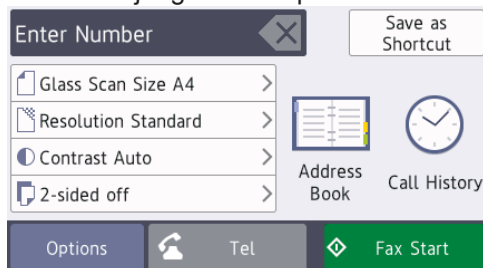 Enter Number
Save as
Shortcut
Glass Scan Size A4
Resolution Standard
Contrast Auto
2-sided off
Address
Book
Call History
Options
Tel
Fax Start